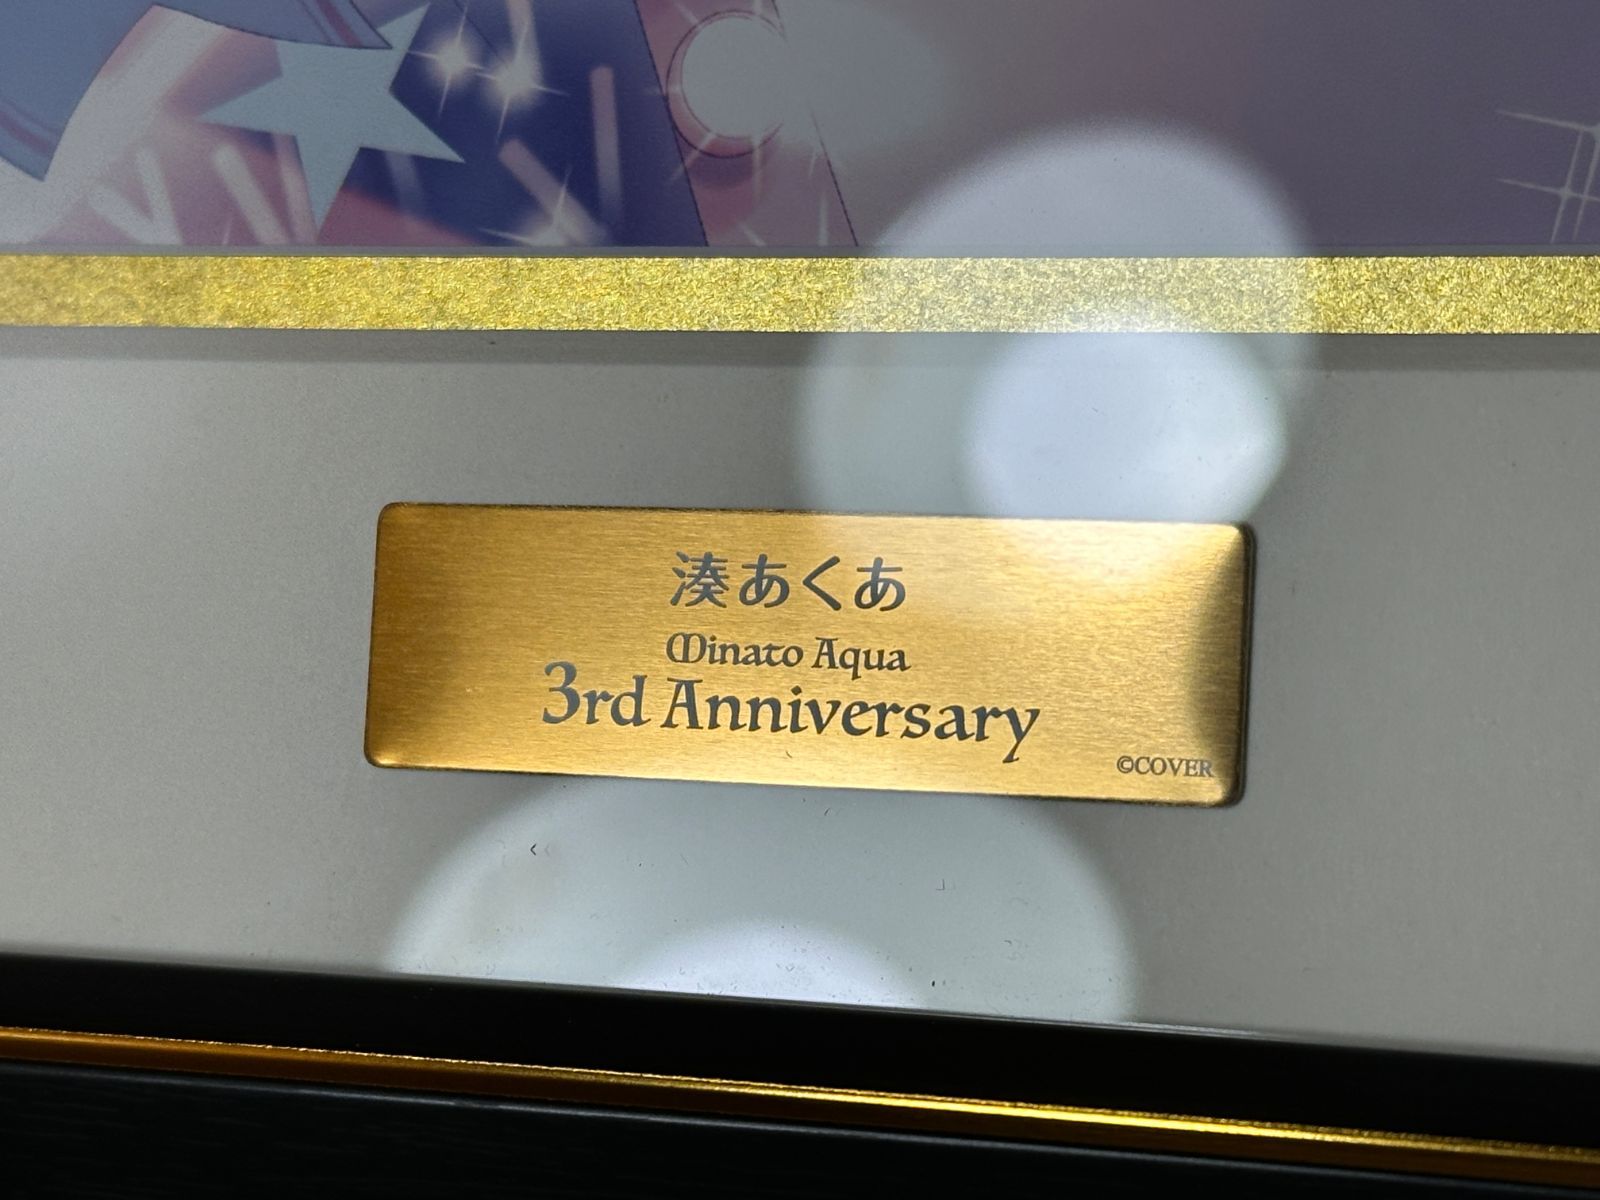 湊あくあ
Minato Aqua
3rd Anniversary
©COVER